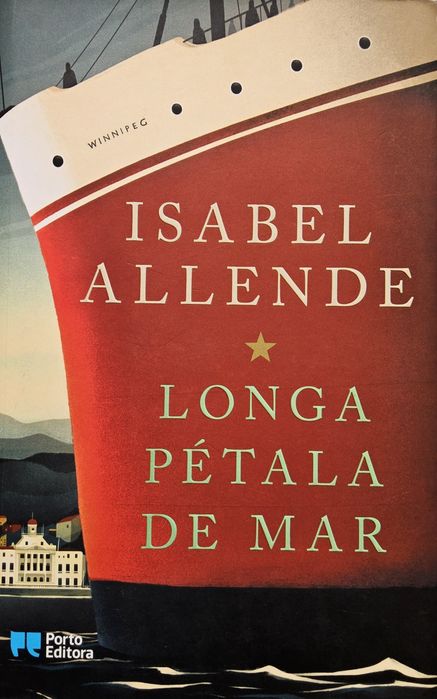 WINNIPEG
ISABEL
ALLENDE
LONGA
PÉTALA
DE MAR
Porto
Editora